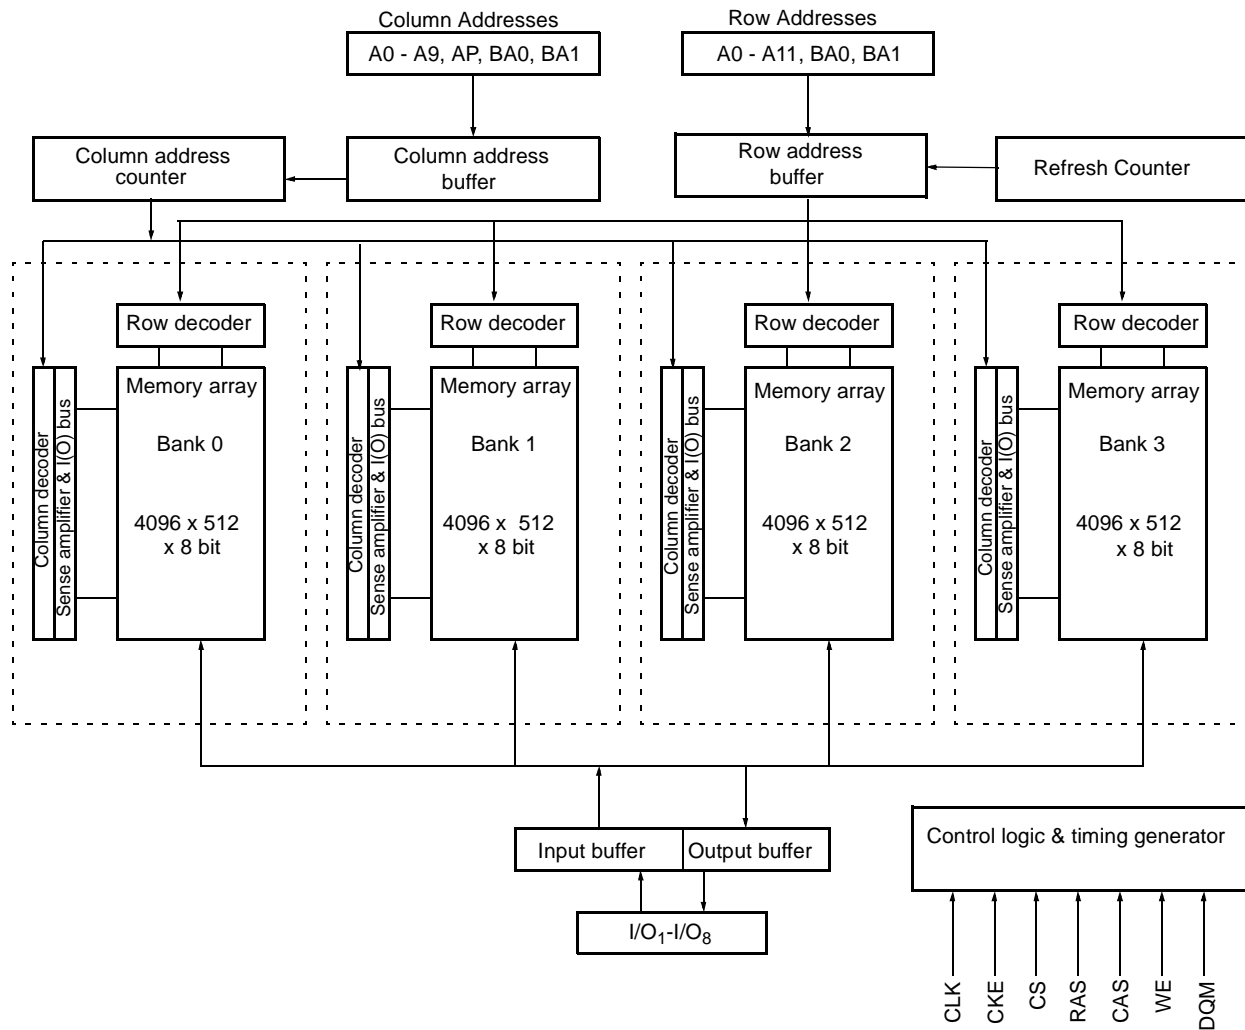 Column Addresses
Row Addresses
A0 - A9, AP, BA0, BA1
A0 - A11, BA0, BA1
Column address
counter
Column address
buffer
Row address
buffer
Refresh Counter
Row decoder
Row decoder
Row decoder
Row decoder
Column decoder
Sense amplifier & I(O) bus
Memory array
Bank 0
4096 x 512
x 8 bit
Column decoder
Sense amplifier & I(O) bus
Memory array
Bank 1
4096 x 512
x 8 bit
Column decoder
Sense amplifier & I(O) bus
Memory array
Bank 2
4096 x 512
x 8 bit
Column decoder
Sense amplifier & I(O) bus
Memory array
Bank 3
4096 x 512
x 8 bit
Input buffer
Output buffer
I/O1-I/O8
Control logic & timing generator
CLK
CKE
CS
RAS
CAS
WE
DQM